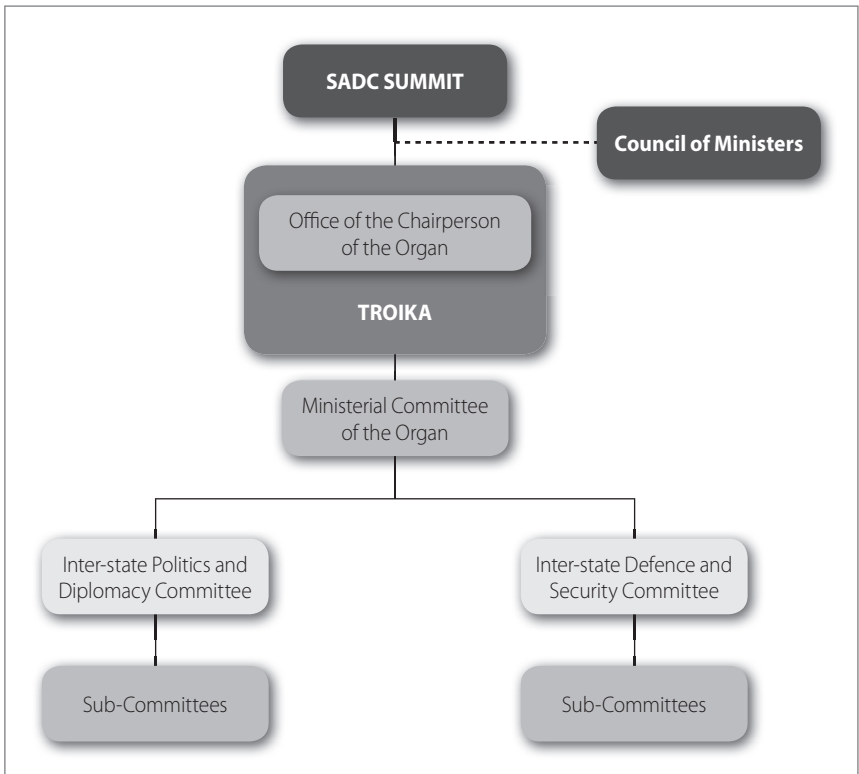 SADC SUMMIT
Council of Ministers
Office of the Chairperson
of the Organ
TROIKA
Ministerial Committee
of the Organ
Inter-state Politics and
Diplomacy Committee
Inter-state Defence and
Security Committee
Sub-Committees
Sub-Committees